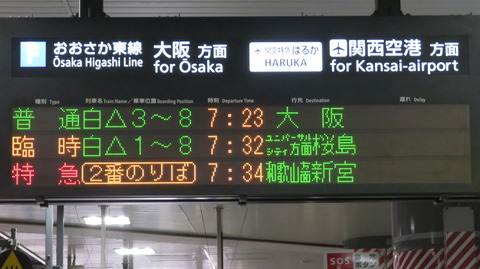 F おおさか東線 Ōsaka Higashi Line 大阪 方面 for Ōsaka
関空特急 はるか HARUKA 関西空港 方面 for Kansai-airport
種別 Type 列車名 Train Name / 乗車位置 Boarding Position 時刻 Departure Time 行先 Destination 遅れ Delay
普通 白△3～8 7:23 大阪
臨時 白△1～8 7:32 ユニバーサルシティ方面 桜島
特急 (2番のりば) 7:34 和歌山方面 新宮
SOS
ボタン